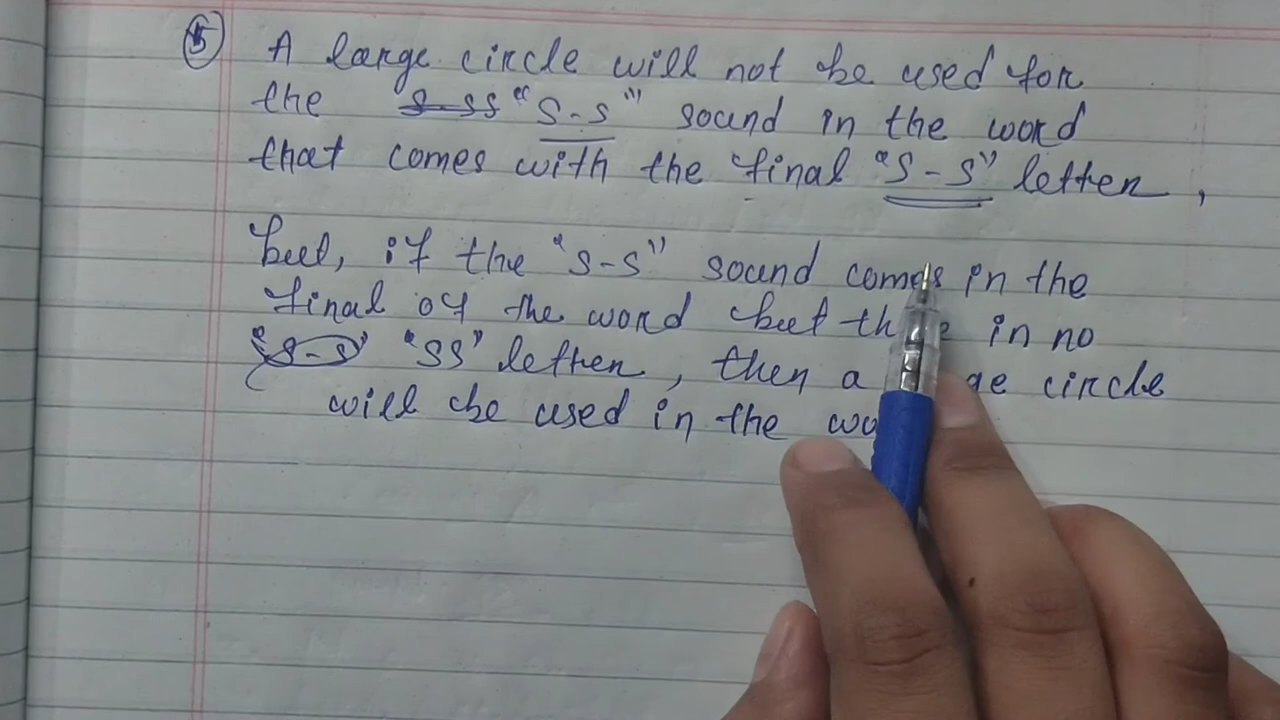 5 A large circle will not be used for
the s-ss "S-s" sound in the word
that comes with the final "S-S" letter,
but, if the "s-s" sound comes in the
final of the word but in no
"s-s" "SS" letter, then a circle
will be used in the